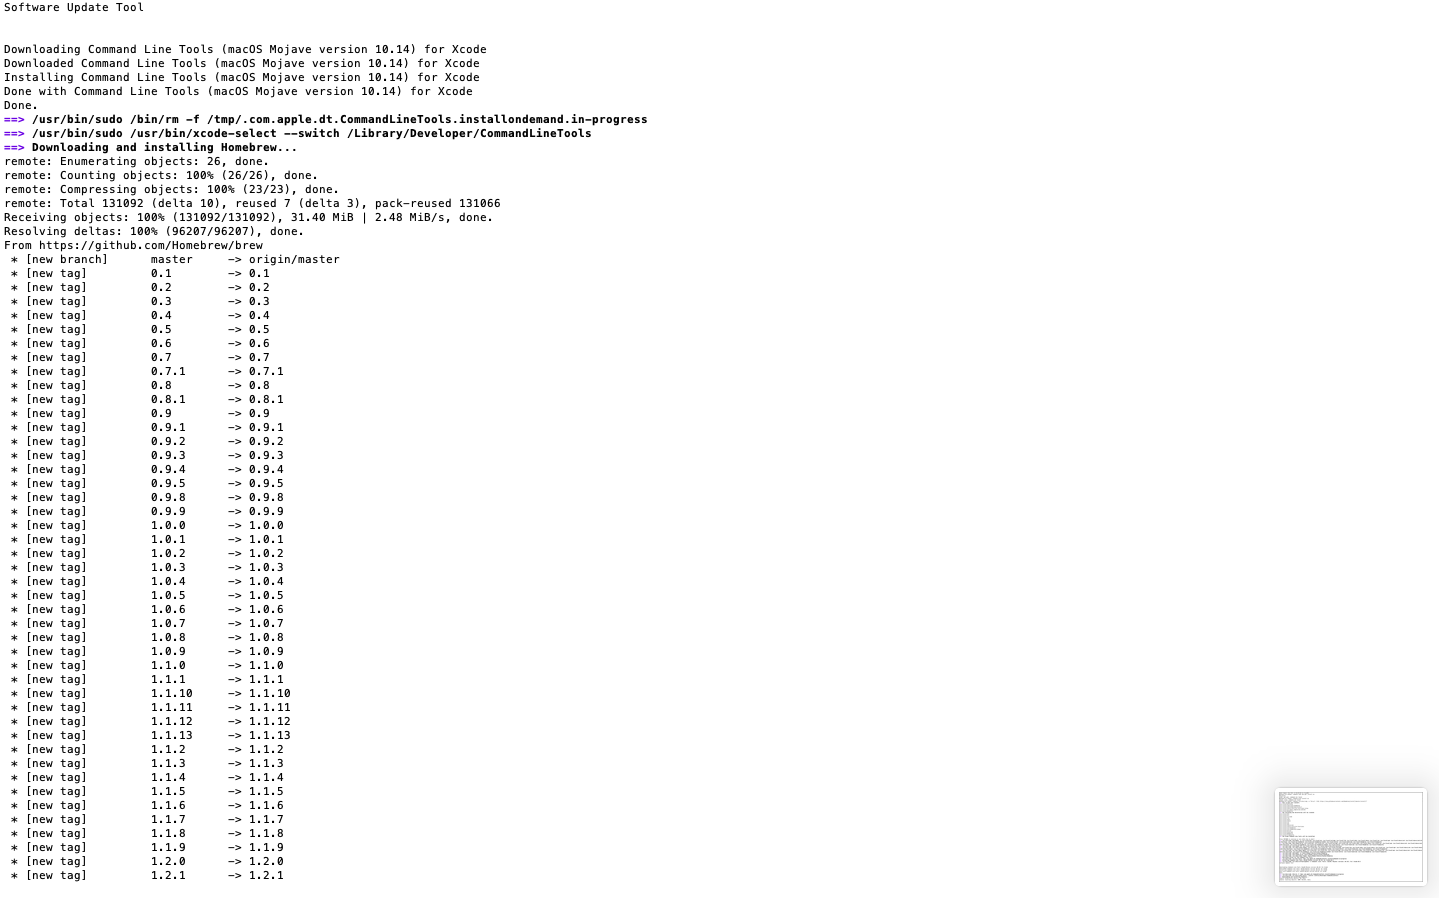 Software Update Tool
Downloading Command Line Tools (macOS Mojave version 10.14) for Xcode
Downloaded Command Line Tools (macOS Mojave version 10.14) for Xcode
Installing Command Line Tools (macOS Mojave version 10.14) for Xcode
Done with Command Line Tools (macOS Mojave version 10.14) for Xcode
Done.
==> /usr/bin/sudo /bin/rm -f /tmp/.com.apple.dt.CommandLineTools.installondemand.in-progress
==> /usr/bin/sudo /usr/bin/xcode-select --switch /Library/Developer/CommandLineTools
==> Downloading and installing Homebrew...
remote: Enumerating objects: 26, done.
remote: Counting objects: 100% (26/26), done.
remote: Compressing objects: 100% (23/23), done.
remote: Total 131092 (delta 10), reused 7 (delta 3), pack-reused 131066
Receiving objects: 100% (131092/131092), 31.40 MiB | 2.48 MiB/s, done.
Resolving deltas: 100% (96207/96207), done.
From https://github.com/Homebrew/brew
 * [new branch]      master     -> origin/master
 * [new tag]         0.1        -> 0.1
 * [new tag]         0.2        -> 0.2
 * [new tag]         0.3        -> 0.3
 * [new tag]         0.4        -> 0.4
 * [new tag]         0.5        -> 0.5
 * [new tag]         0.6        -> 0.6
 * [new tag]         0.7        -> 0.7
 * [new tag]         0.7.1      -> 0.7.1
 * [new tag]         0.8        -> 0.8
 * [new tag]         0.8.1      -> 0.8.1
 * [new tag]         0.9        -> 0.9
 * [new tag]         0.9.1      -> 0.9.1
 * [new tag]         0.9.2      -> 0.9.2
 * [new tag]         0.9.3      -> 0.9.3
 * [new tag]         0.9.4      -> 0.9.4
 * [new tag]         0.9.5      -> 0.9.5
 * [new tag]         0.9.8      -> 0.9.8
 * [new tag]         0.9.9      -> 0.9.9
 * [new tag]         1.0.0      -> 1.0.0
 * [new tag]         1.0.1      -> 1.0.1
 * [new tag]         1.0.2      -> 1.0.2
 * [new tag]         1.0.3      -> 1.0.3
 * [new tag]         1.0.4      -> 1.0.4
 * [new tag]         1.0.5      -> 1.0.5
 * [new tag]         1.0.6      -> 1.0.6
 * [new tag]         1.0.7      -> 1.0.7
 * [new tag]         1.0.8      -> 1.0.8
 * [new tag]         1.0.9      -> 1.0.9
 * [new tag]         1.1.0      -> 1.1.0
 * [new tag]         1.1.1      -> 1.1.1
 * [new tag]         1.1.10     -> 1.1.10
 * [new tag]         1.1.11     -> 1.1.11
 * [new tag]         1.1.12     -> 1.1.12
 * [new tag]         1.1.13     -> 1.1.13
 * [new tag]         1.1.2      -> 1.1.2
 * [new tag]         1.1.3      -> 1.1.3
 * [new tag]         1.1.4      -> 1.1.4
 * [new tag]         1.1.5      -> 1.1.5
 * [new tag]         1.1.6      -> 1.1.6
 * [new tag]         1.1.7      -> 1.1.7
 * [new tag]         1.1.8      -> 1.1.8
 * [new tag]         1.1.9      -> 1.1.9
 * [new tag]         1.2.0      -> 1.2.0
 * [new tag]         1.2.1      -> 1.2.1